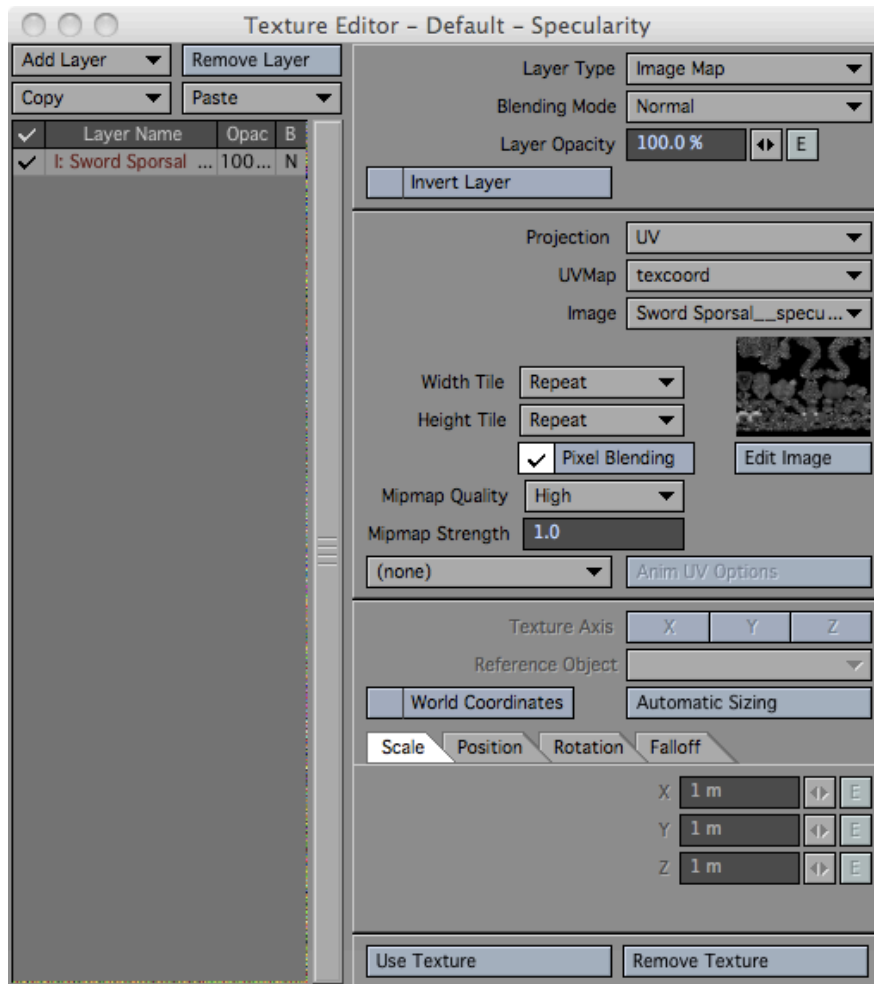 Texture Editor – Default – Specularity
Add Layer
Remove Layer
Copy
Paste
Layer Name
Opac
B
I: Sword Sporsal ...
100...
N
Layer Type
Image Map
Blending Mode
Normal
Layer Opacity
100.0 %
E
Invert Layer
Projection
UV
UVMap
texcoord
Image
Sword Sporsal__specu...
Width Tile
Repeat
Height Tile
Repeat
Pixel Blending
Edit Image
Mipmap Quality
High
Mipmap Strength
1.0
(none)
Anim UV Options
Texture Axis
X
Y
Z
Reference Object
World Coordinates
Automatic Sizing
Scale
Position
Rotation
Falloff
X
1 m
E
Y
1 m
E
Z
1 m
E
Use Texture
Remove Texture